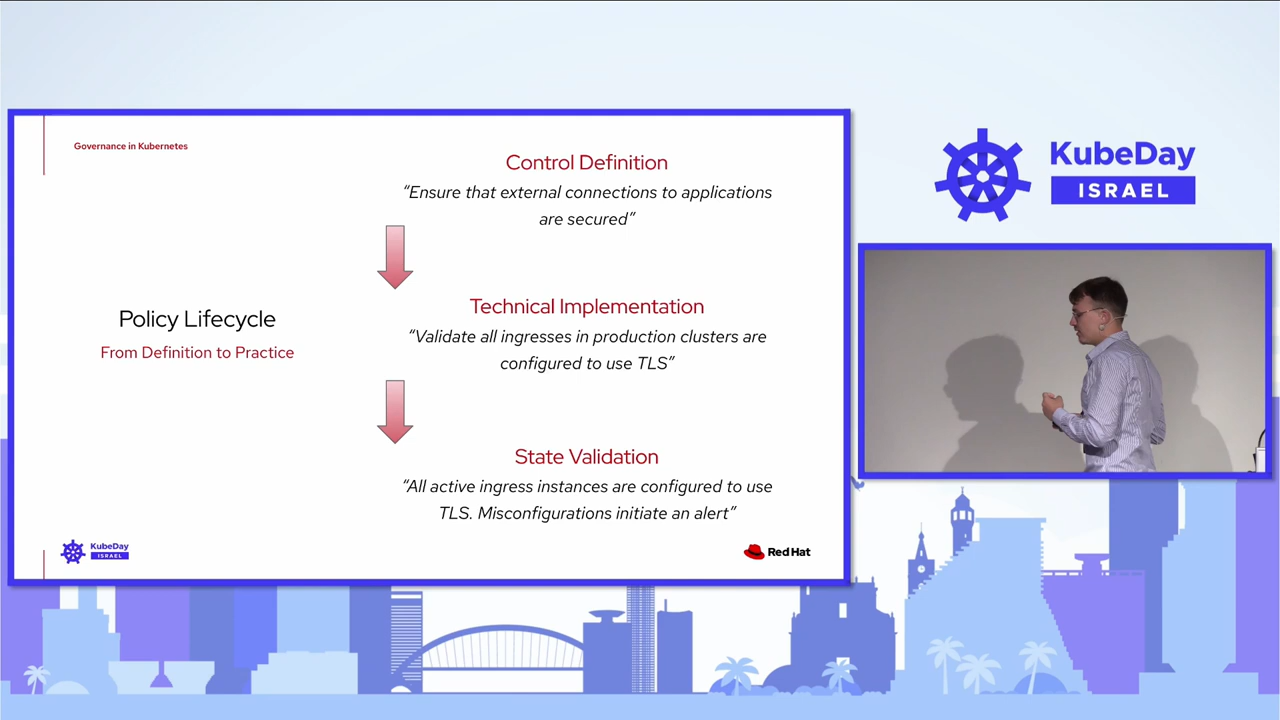 Governance in Kubernetes
Policy Lifecycle
From Definition to Practice
Control Definition
"Ensure that external connections to applications
are secured"
Technical Implementation
"Validate all ingresses in production clusters are
configured to use TLS"
State Validation
"All active ingress instances are configured to use
TLS. Misconfigurations initiate an alert"
KubeDay
ISRAEL
Red Hat
KubeDay
ISRAEL